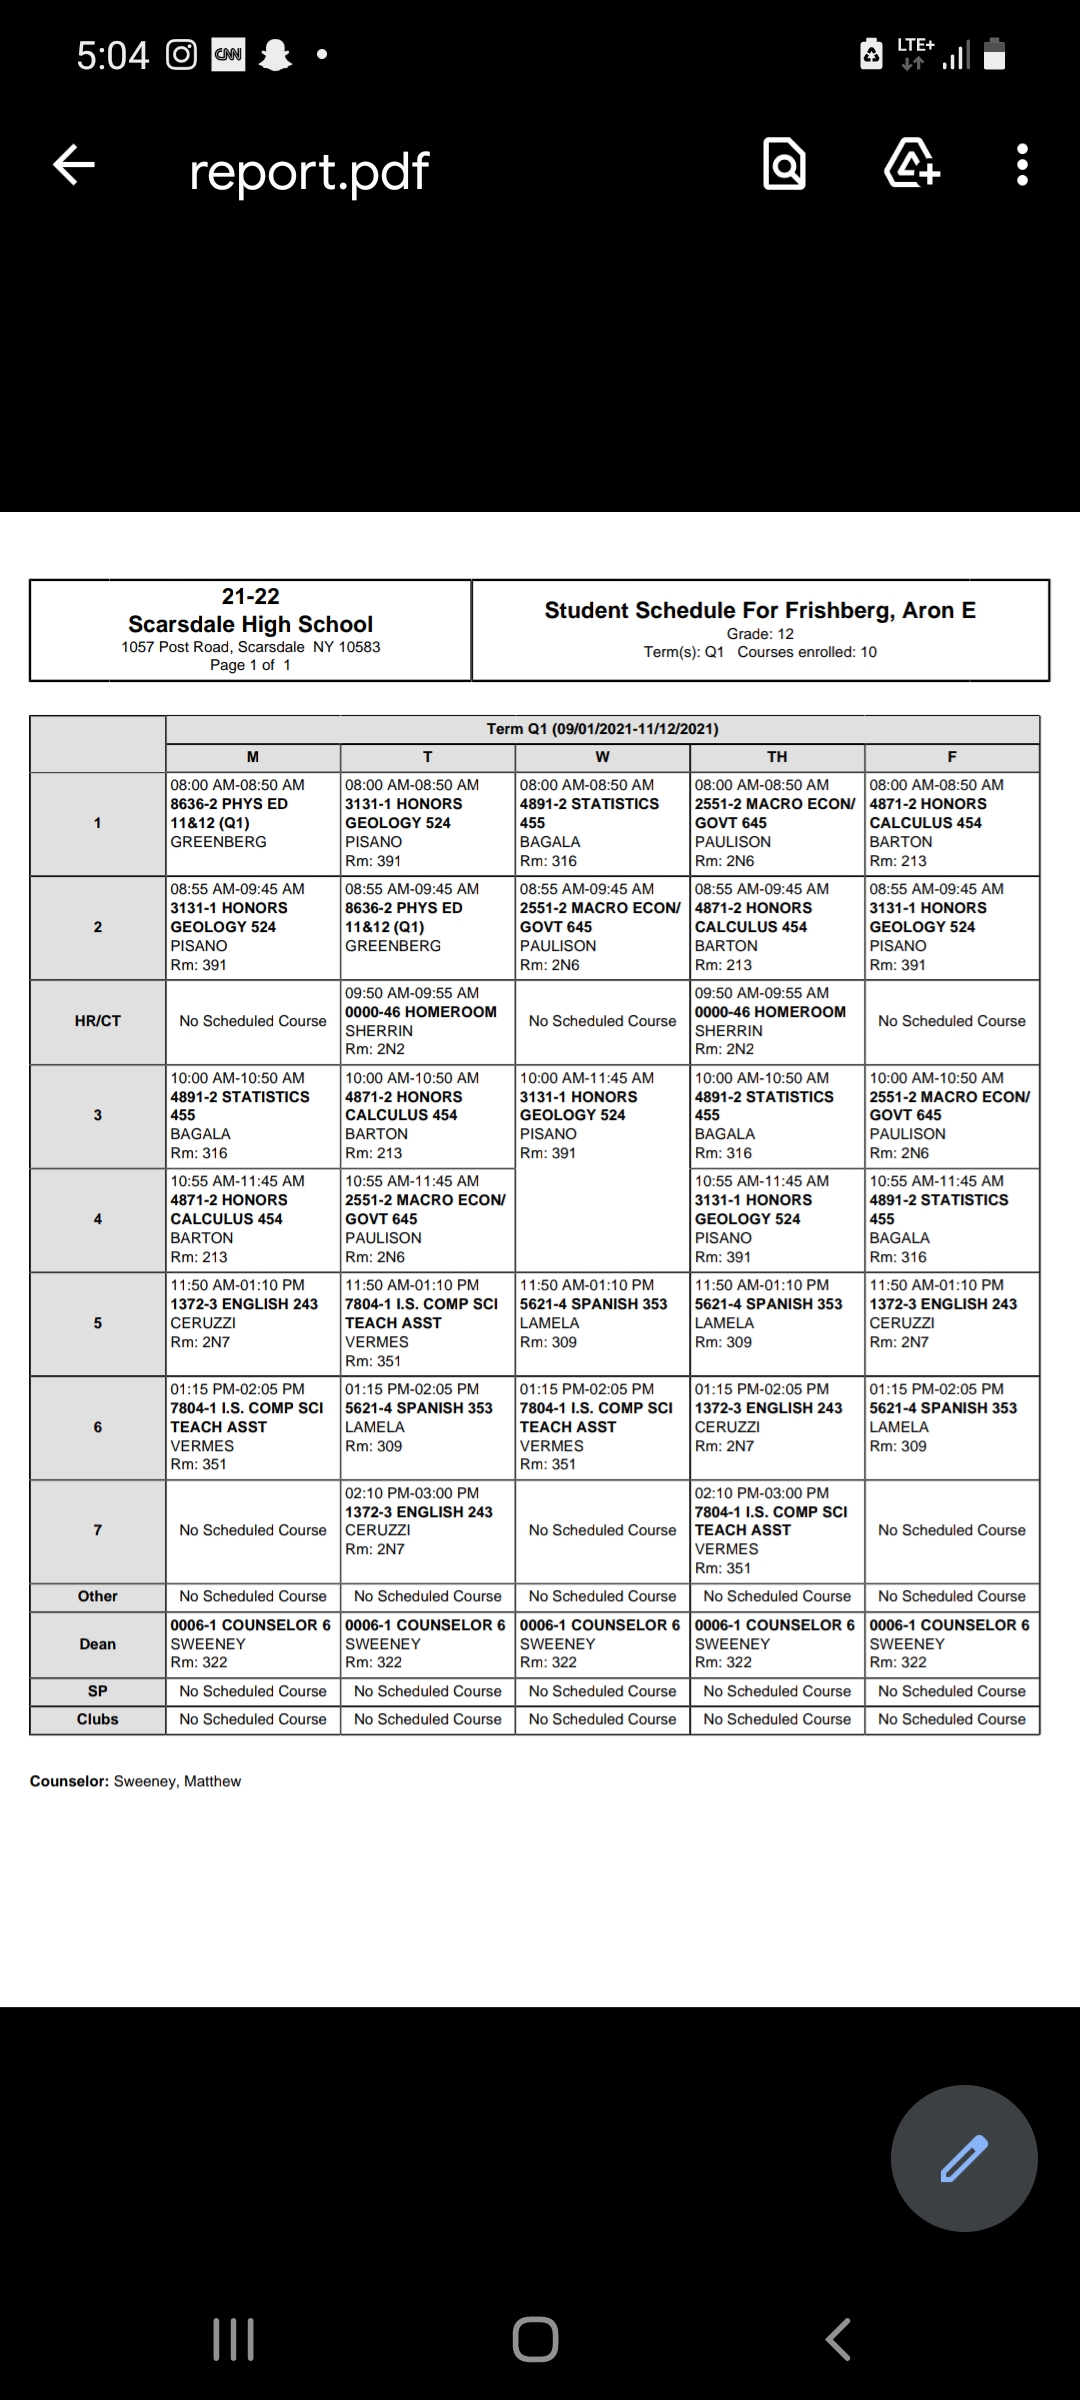 5:04
CNN
LTE+
report.pdf
21-22
Scarsdale High School
1057 Post Road, Scarsdale NY 10583
Page 1 of 1
Student Schedule For Frishberg, Aron E
Grade: 12
Term(s): Q1 Courses enrolled: 10
Term Q1 (09/01/2021-11/12/2021)
M T W TH F
1
08:00 AM-08:50 AM
8636-2 PHYS ED
11&12 (Q1)
GREENBERG
08:00 AM-08:50 AM
3131-1 HONORS
GEOLOGY 524
PISANO
Rm: 391
08:00 AM-08:50 AM
4891-2 STATISTICS
455
BAGALA
Rm: 316
08:00 AM-08:50 AM
2551-2 MACRO ECON/
GOVT 645
PAULISON
Rm: 2N6
08:00 AM-08:50 AM
4871-2 HONORS
CALCULUS 454
BARTON
Rm: 213
2
08:55 AM-09:45 AM
3131-1 HONORS
GEOLOGY 524
PISANO
Rm: 391
08:55 AM-09:45 AM
8636-2 PHYS ED
11&12 (Q1)
GREENBERG
08:55 AM-09:45 AM
2551-2 MACRO ECON/
GOVT 645
PAULISON
Rm: 2N6
08:55 AM-09:45 AM
4871-2 HONORS
CALCULUS 454
BARTON
Rm: 213
08:55 AM-09:45 AM
3131-1 HONORS
GEOLOGY 524
PISANO
Rm: 391
HR/CT
No Scheduled Course
09:50 AM-09:55 AM
0000-46 HOMEROOM
SHERRIN
Rm: 2N2
No Scheduled Course
09:50 AM-09:55 AM
0000-46 HOMEROOM
SHERRIN
Rm: 2N2
No Scheduled Course
3
10:00 AM-10:50 AM
4891-2 STATISTICS
455
BAGALA
Rm: 316
10:00 AM-10:50 AM
4871-2 HONORS
CALCULUS 454
BARTON
Rm: 213
10:00 AM-11:45 AM
3131-1 HONORS
GEOLOGY 524
PISANO
Rm: 391
10:00 AM-10:50 AM
4891-2 STATISTICS
455
BAGALA
Rm: 316
10:00 AM-10:50 AM
2551-2 MACRO ECON/
GOVT 645
PAULISON
Rm: 2N6
4
10:55 AM-11:45 AM
4871-2 HONORS
CALCULUS 454
BARTON
Rm: 213
10:55 AM-11:45 AM
2551-2 MACRO ECON/
GOVT 645
PAULISON
Rm: 2N6
10:55 AM-11:45 AM
3131-1 HONORS
GEOLOGY 524
PISANO
Rm: 391
10:55 AM-11:45 AM
4891-2 STATISTICS
455
BAGALA
Rm: 316
5
11:50 AM-01:10 PM
1372-3 ENGLISH 243
CERUZZI
Rm: 2N7
11:50 AM-01:10 PM
7804-1 I.S. COMP SCI
TEACH ASST
VERMES
Rm: 351
11:50 AM-01:10 PM
5621-4 SPANISH 353
LAMELA
Rm: 309
11:50 AM-01:10 PM
5621-4 SPANISH 353
LAMELA
Rm: 309
11:50 AM-01:10 PM
1372-3 ENGLISH 243
CERUZZI
Rm: 2N7
6
01:15 PM-02:05 PM
7804-1 I.S. COMP SCI
TEACH ASST
VERMES
Rm: 351
01:15 PM-02:05 PM
5621-4 SPANISH 353
LAMELA
Rm: 309
01:15 PM-02:05 PM
7804-1 I.S. COMP SCI
TEACH ASST
VERMES
Rm: 351
01:15 PM-02:05 PM
1372-3 ENGLISH 243
CERUZZI
Rm: 2N7
01:15 PM-02:05 PM
5621-4 SPANISH 353
LAMELA
Rm: 309
7
No Scheduled Course
02:10 PM-03:00 PM
1372-3 ENGLISH 243
CERUZZI
Rm: 2N7
No Scheduled Course
02:10 PM-03:00 PM
7804-1 I.S. COMP SCI
TEACH ASST
VERMES
Rm: 351
No Scheduled Course
Other
No Scheduled Course
No Scheduled Course
No Scheduled Course
No Scheduled Course
No Scheduled Course
Dean
0006-1 COUNSELOR 6
SWEENEY
Rm: 322
0006-1 COUNSELOR 6
SWEENEY
Rm: 322
0006-1 COUNSELOR 6
SWEENEY
Rm: 322
0006-1 COUNSELOR 6
SWEENEY
Rm: 322
0006-1 COUNSELOR 6
SWEENEY
Rm: 322
SP
No Scheduled Course
No Scheduled Course
No Scheduled Course
No Scheduled Course
No Scheduled Course
Clubs
No Scheduled Course
No Scheduled Course
No Scheduled Course
No Scheduled Course
No Scheduled Course
Counselor: Sweeney, Matthew